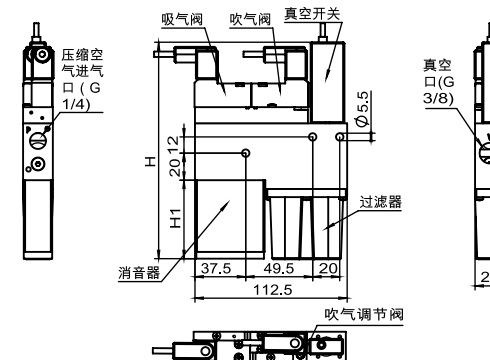 吸气阀
吹气阀
真空开关
压缩空
气进气
口(G
1/4)
真空
口(G
3/8)
P
∅5.5
12
20
H
H1
过滤器
消音器
37.5
49.5
20
112.5
2
吹气调节阀